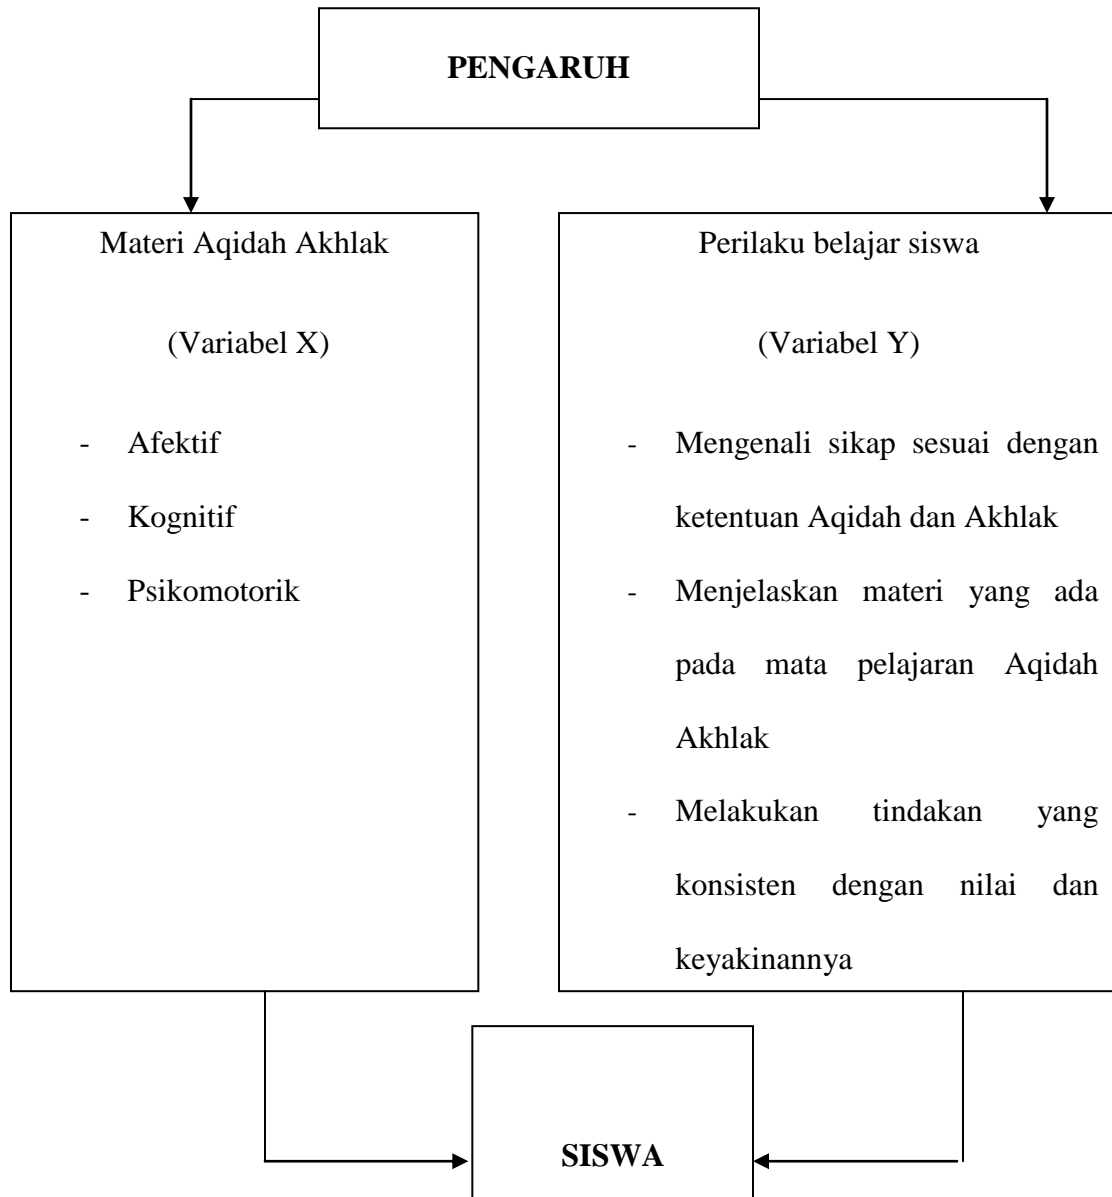 PENGARUH
Materi Aqidah Akhlak
(Variabel X)
- Afektif
- Kognitif
- Psikomotorik
Perilaku belajar siswa
(Variabel Y)
- Mengenali sikap sesuai dengan
ketentuan Aqidah dan Akhlak
- Menjelaskan materi yang ada
pada mata pelajaran Aqidah
Akhlak
- Melakukan tindakan yang
konsisten dengan nilai dan
keyakinannya
SISWA